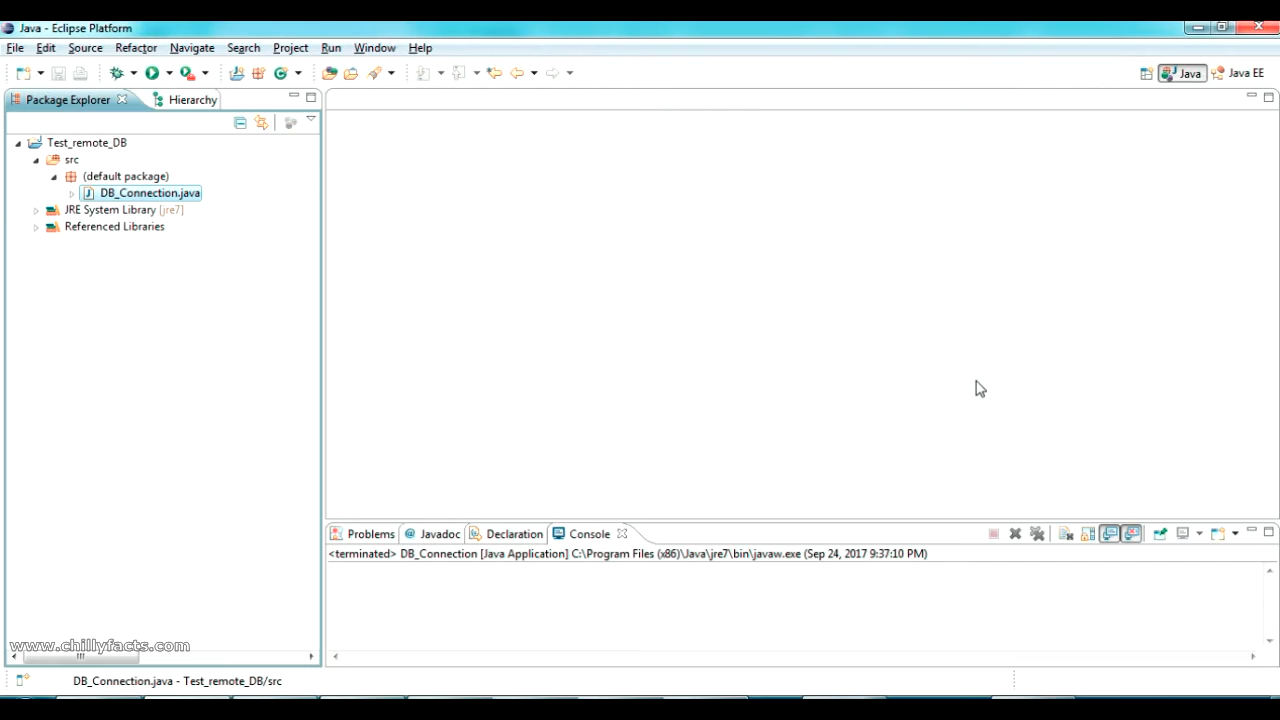 Java - Eclipse Platform
File Edit Source Refactor Navigate Search Project Run Window Help
Java Java EE
Package Explorer Hierarchy
Test_remote_DB
src
(default package)
DB_Connection.java
JRE System Library [jre7]
Referenced Libraries
Problems @ Javadoc Declaration Console
<terminated> DB_Connection [Java Application] C:\Program Files (x86)\Java\jre7\bin\javaw.exe (Sep 24, 2017 9:37:10 PM)
www.chillyfacts.com
DB_Connection.java - Test_remote_DB/src